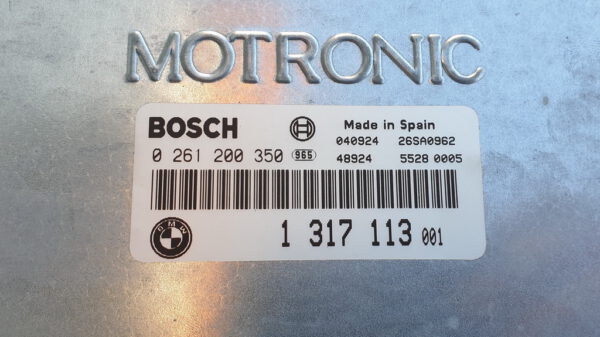 MOTRONIC
BOSCH Made in Spain
040924 26SA0962
0 261 200 350 965 48924 5528 0005
BMW
1 317 113 001